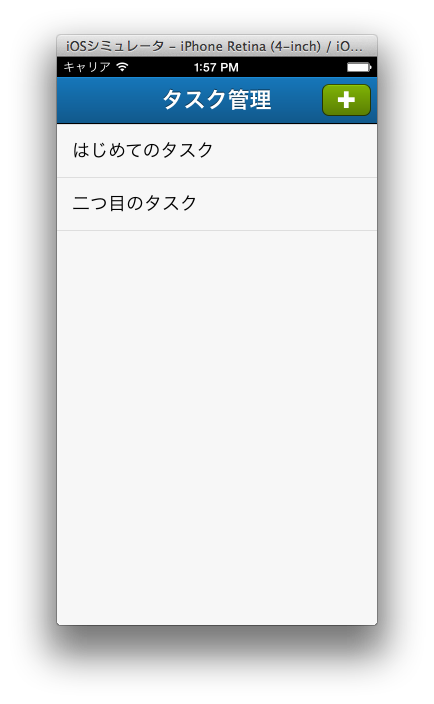 iOSシミュレータ - iPhone Retina (4-inch) / iO...
キャリア 1:57 PM
タスク管理
はじめてのタスク
二つ目のタスク